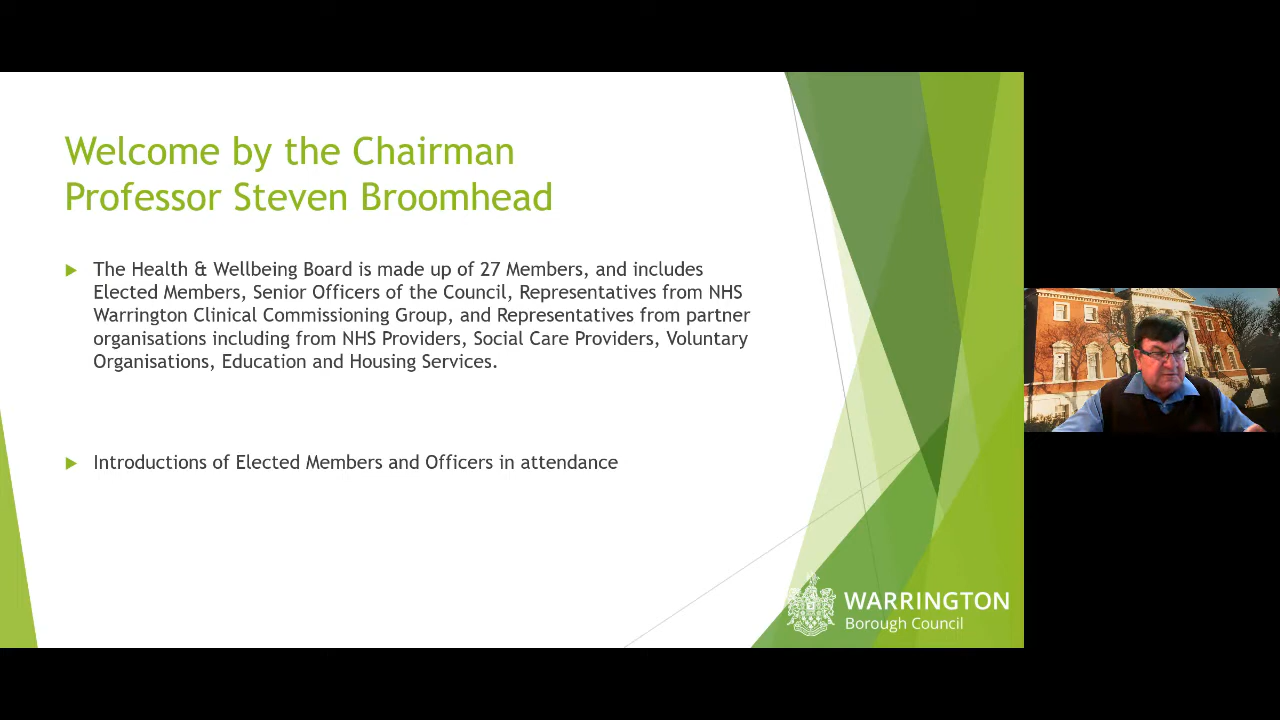 Welcome by the Chairman
Professor Steven Broomhead
The Health & Wellbeing Board is made up of 27 Members, and includes
Elected Members, Senior Officers of the Council, Representatives from NHS
Warrington Clinical Commissioning Group, and Representatives from partner
organisations including from NHS Providers, Social Care Providers, Voluntary
Organisations, Education and Housing Services.
Introductions of Elected Members and Officers in attendance
WARRINGTON
Borough Council